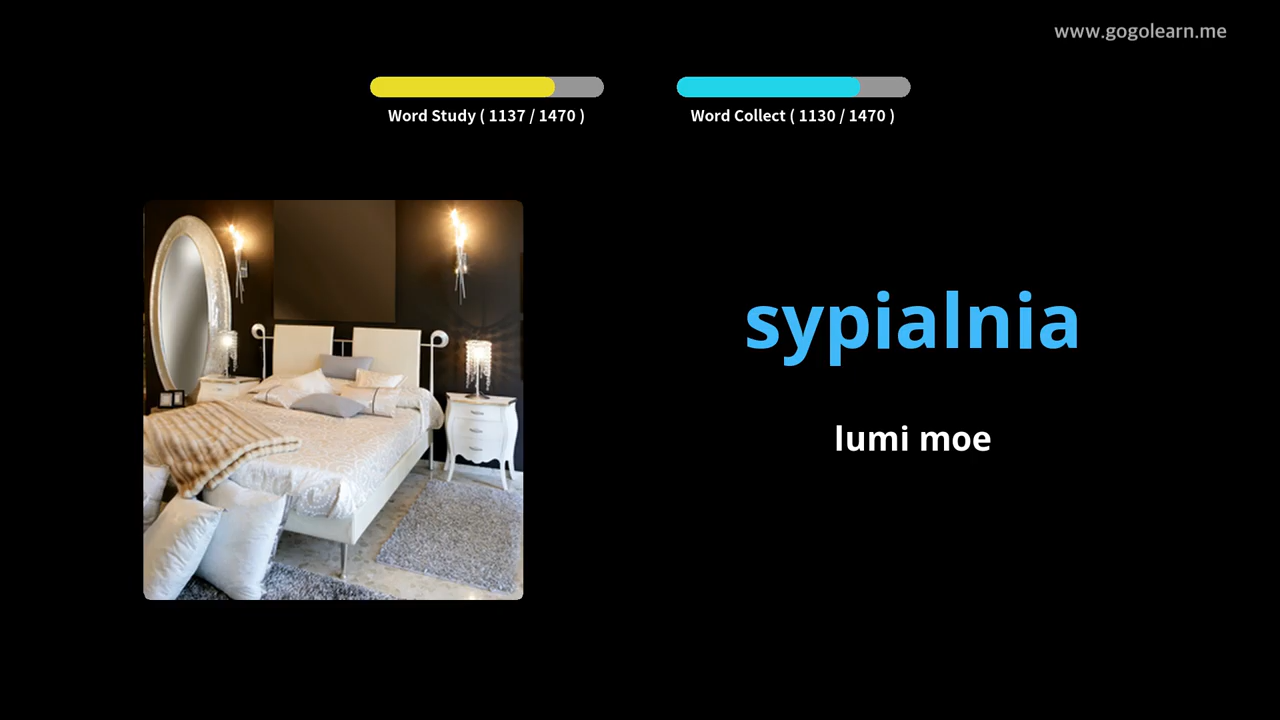 www.gogolearn.me
Word Study ( 1137 / 1470 )
Word Collect ( 1130 / 1470 )
sypialnia
lumi moe